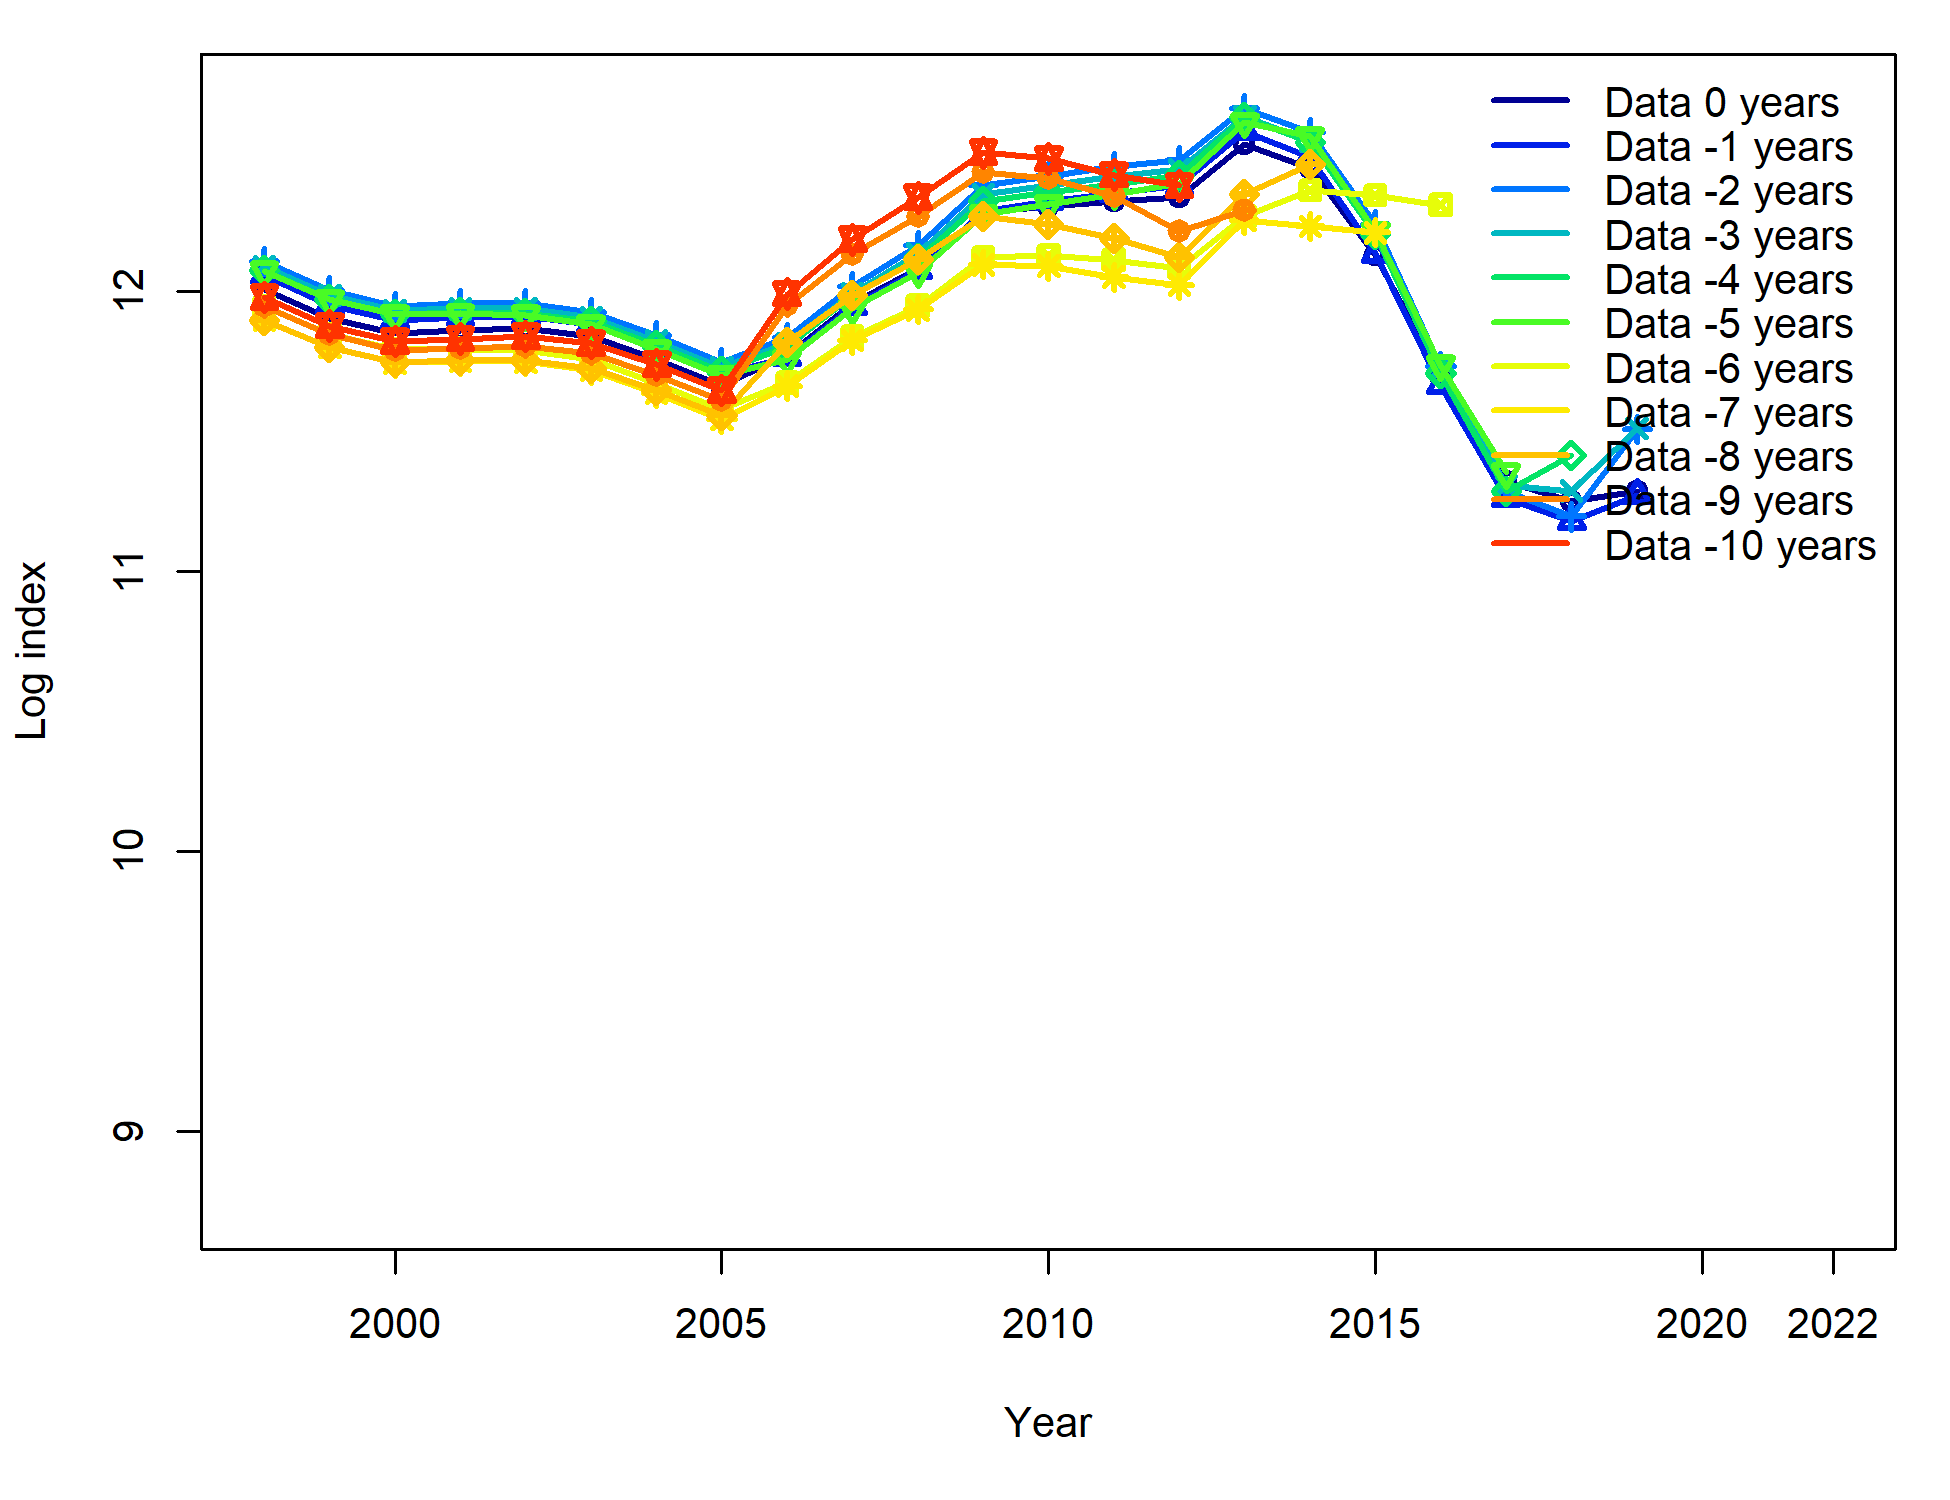 Data 0 years
Data -1 years
Data -2 years
Data -3 years
Data -4 years
Data -5 years
Data -6 years
Data -7 years
Data -8 years
Data -9 years
Data -10 years
12
11
10
9
Log index
2000 2005 2010 2015 2020 2022
Year